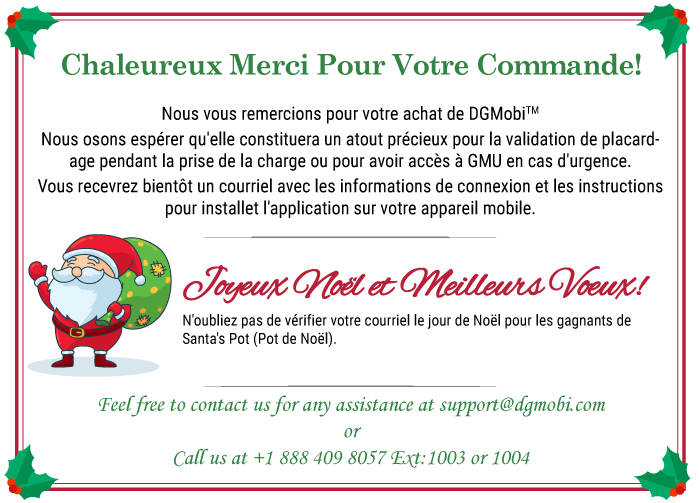 Chaleureux Merci Pour Votre Commande!
Nous vous remercions pour votre achat de DGMobi™
Nous osons espérer qu'elle constituera un atout précieux pour la validation de placard-
age pendant la prise de la charge ou pour avoir accès à GMU en cas d'urgence.
Vous recevrez bientôt un courriel avec les informations de connexion et les instructions
pour installet l'application sur votre appareil mobile.
Joyeux Noël et Meilleurs Voeux!
N'oubliez pas de vérifier votre courriel le jour de Noël pour les gagnants de
Santa's Pot (Pot de Noël).
Feel free to contact us for any assistance at support@dgmobi.com
or
Call us at +1 888 409 8057 Ext:1003 or 1004